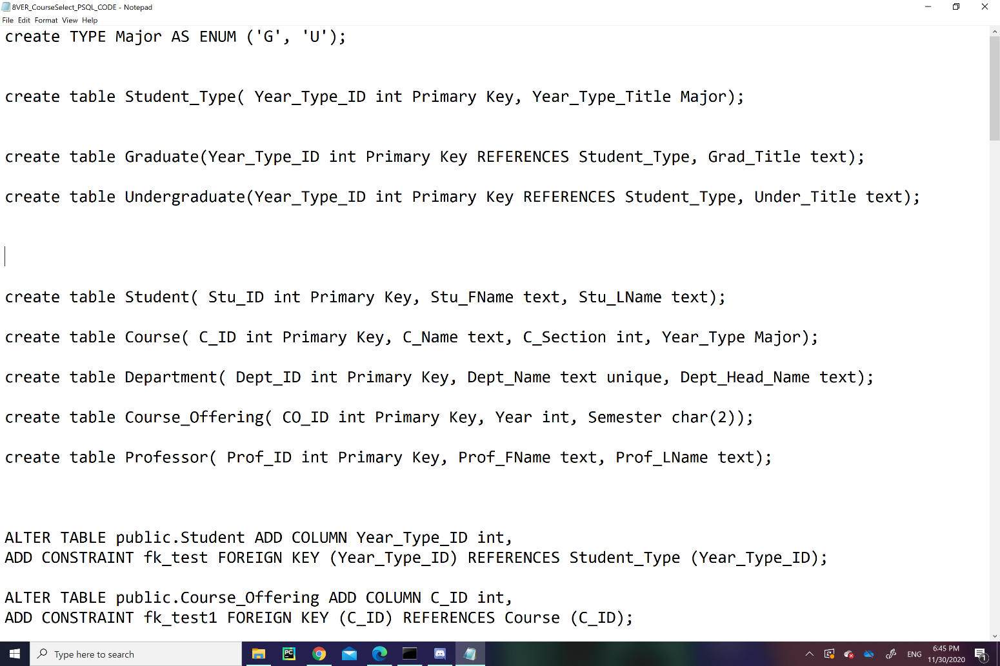 8VER_CourseSelect_PSQL_CODE - Notepad
File Edit Format View Help
create TYPE Major AS ENUM ('G', 'U');
create table Student_Type( Year_Type_ID int Primary Key, Year_Type_Title Major);
create table Graduate(Year_Type_ID int Primary Key REFERENCES Student_Type, Grad_Title text);
create table Undergraduate(Year_Type_ID int Primary Key REFERENCES Student_Type, Under_Title text);
create table Student( Stu_ID int Primary Key, Stu_FName text, Stu_LName text);
create table Course( C_ID int Primary Key, C_Name text, C_Section int, Year_Type Major);
create table Department( Dept_ID int Primary Key, Dept_Name text unique, Dept_Head_Name text);
create table Course_Offering( CO_ID int Primary Key, Year int, Semester char(2));
create table Professor( Prof_ID int Primary Key, Prof_FName text, Prof_LName text);
ALTER TABLE public.Student ADD COLUMN Year_Type_ID int,
ADD CONSTRAINT fk_test FOREIGN KEY (Year_Type_ID) REFERENCES Student_Type (Year_Type_ID);
ALTER TABLE public.Course_Offering ADD COLUMN C_ID int,
ADD CONSTRAINT fk_test1 FOREIGN KEY (C_ID) REFERENCES Course (C_ID);
Type here to search
PC
ENG
6:45 PM
11/30/2020
1